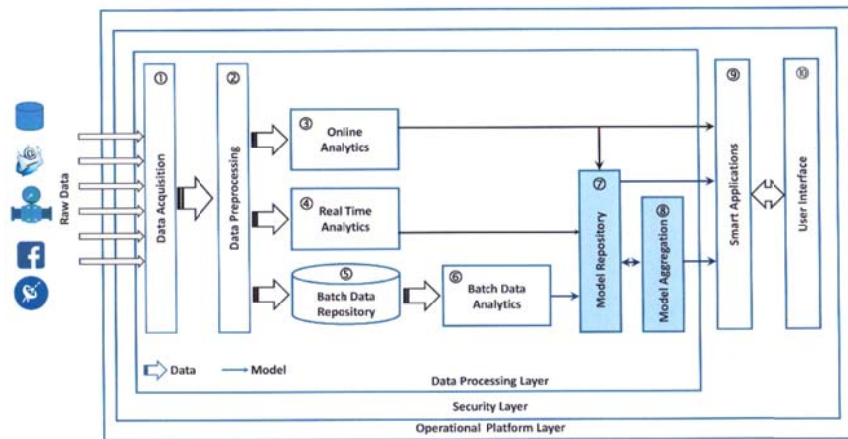 Raw Data
①
Data Acquisition
②
Data Preprocessing
③
Online
Analytics
④
Real Time
Analytics
⑤
Batch Data
Repository
⑥
Batch Data
Analytics
⑦
Model Repository
⑧
Model Aggregation
⑨
Smart Applications
⑩
User Interface
Data
Model
Data Processing Layer
Security Layer
Operational Platform Layer